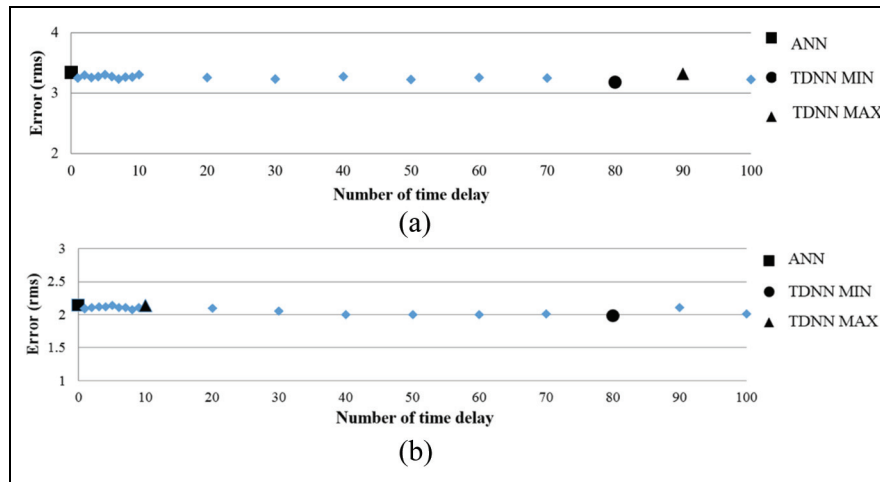 4
3
2
Error (rms)
0 10 20 30 40 50 60 70 80 90 100
Number of time delay
ANN
TDNN MIN
TDNN MAX
(a)
3
2.5
2
1.5
1
Error (rms)
0 10 20 30 40 50 60 70 80 90 100
Number of time delay
ANN
TDNN MIN
TDNN MAX
(b)